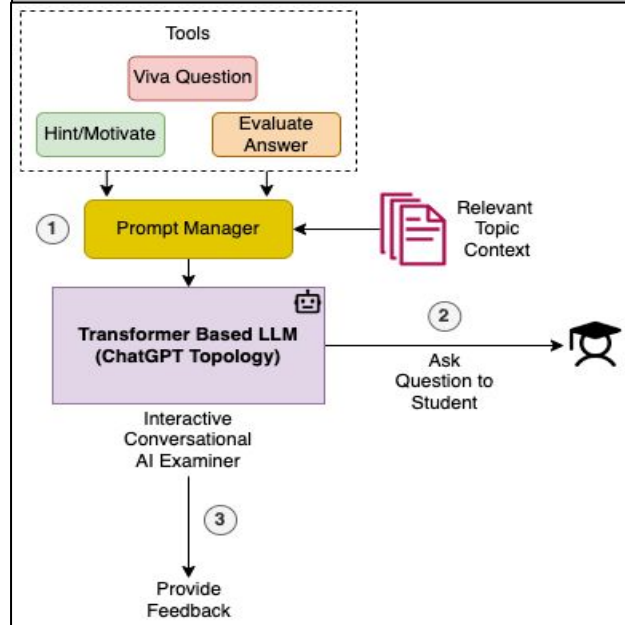 Tools
Viva Question
Hint/Motivate
Evaluate
Answer
1
Prompt Manager
Relevant
Topic
Context
Transformer Based LLM
(ChatGPT Topology)
2
Ask
Question to
Student
Interactive
Conversational
AI Examiner
3
Provide
Feedback